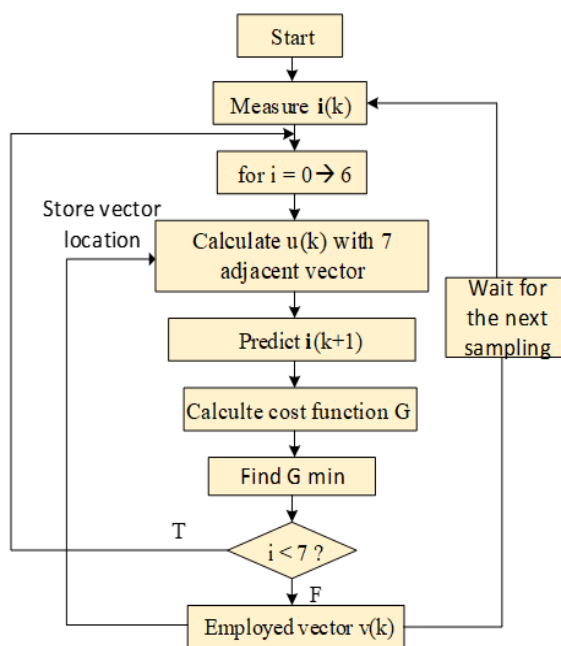 Start
Measure i(k)
for i = 0 → 6
Store vector
location
Calculate u(k) with 7
adjacent vector
Wait for
the next
sampling
Predict i(k+1)
Calculte cost function G
Find G min
T
i < 7 ?
F
Employed vector v(k)